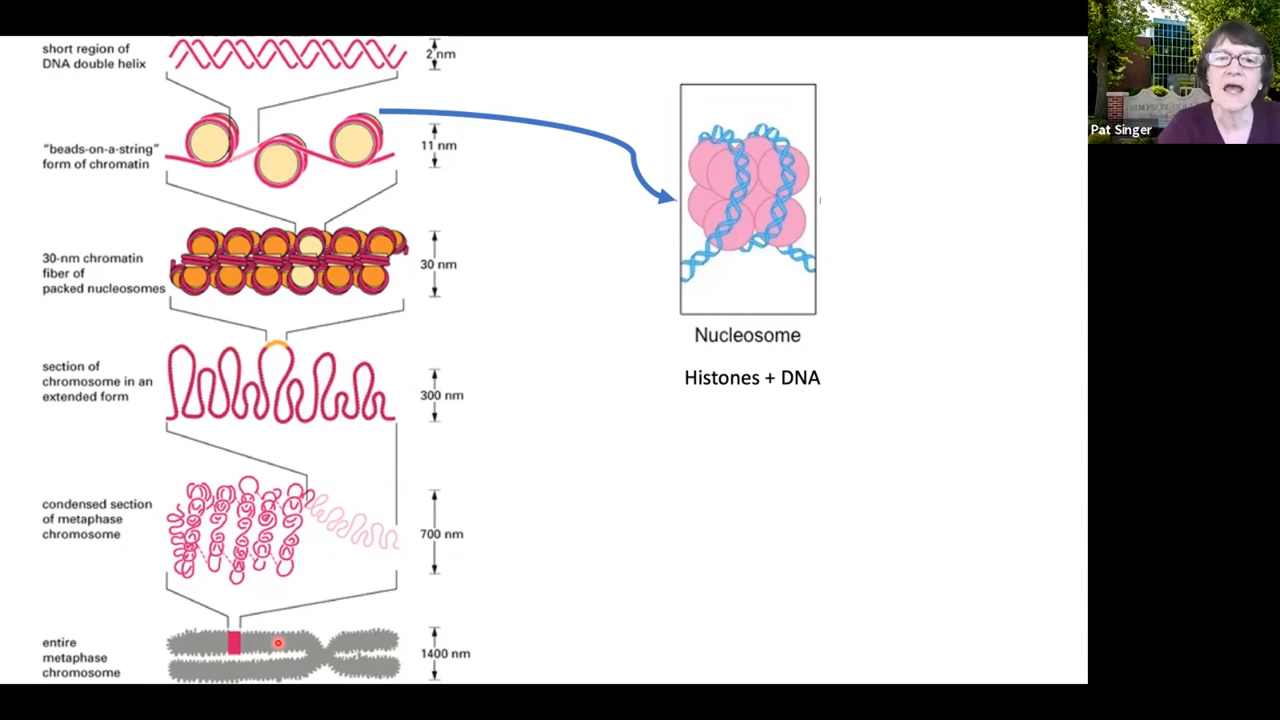 short region of
DNA double helix
2 nm
"beads-on-a-string"
form of chromatin
11 nm
30-nm chromatin
fiber of
packed nucleosomes
30 nm
section of
chromosome in an
extended form
300 nm
condensed section
of metaphase
chromosome
700 nm
entire
metaphase
chromosome
1400 nm
Nucleosome
Histones + DNA
SIMPSON
Pat Singer